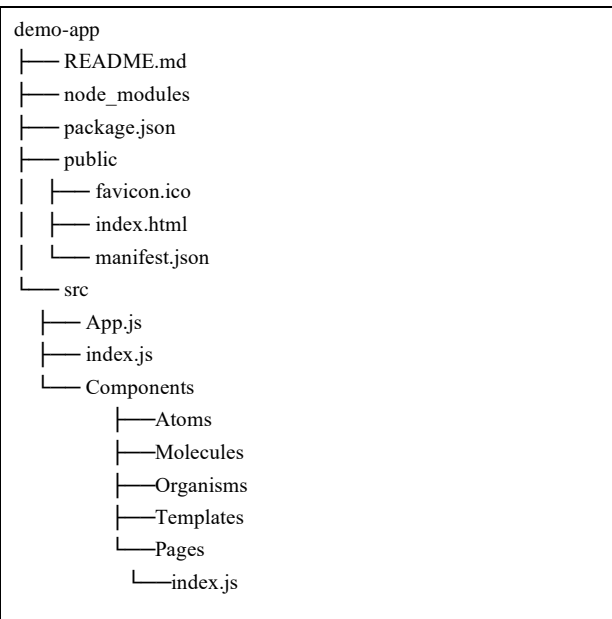 demo-app
├── README.md
├── node_modules
├── package.json
├── public
│   ├── favicon.ico
│   ├── index.html
│   └── manifest.json
└── src
    ├── App.js
    ├── index.js
    └── Components
            ├──Atoms
            ├──Molecules
            ├──Organisms
            ├──Templates
            └──Pages
              └──index.js